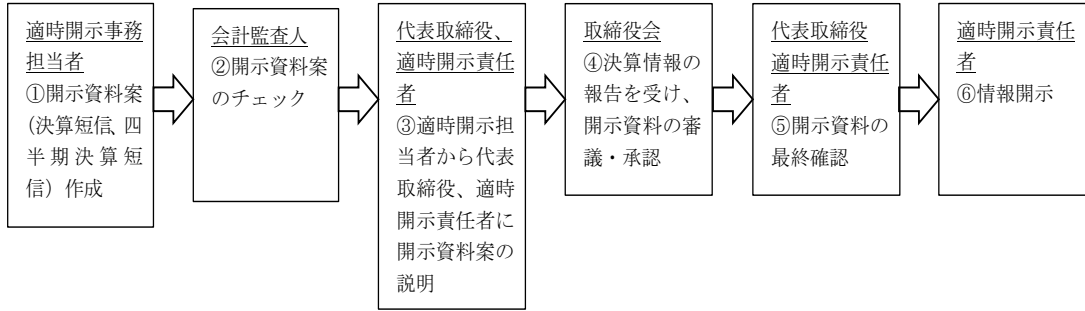 適時開示事務
担当者
①開示資料案
(決算短信、四
半期決算短
信）作成
会計監査人
②開示資料案
のチェック
代表取締役、
適時開示責任
者
③適時開示担
当者から代表
取締役、適時
開示責任者に
開示資料案の
説明
取締役会
④決算情報の
報告を受け、
開示資料の審
議・承認
代表取締役
適時開示責任
者
⑤開示資料の
最終確認
適時開示責任
者
⑥情報開示